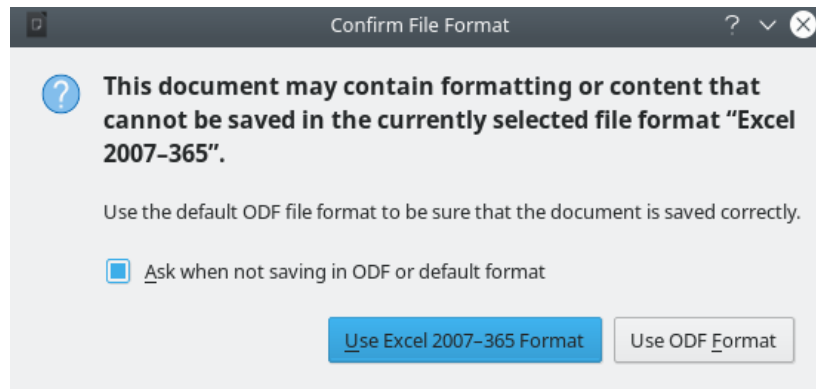 Confirm File Format
This document may contain formatting or content that
cannot be saved in the currently selected file format “Excel
2007–365”.
Use the default ODF file format to be sure that the document is saved correctly.
Ask when not saving in ODF or default format
Use Excel 2007–365 Format
Use ODF Format